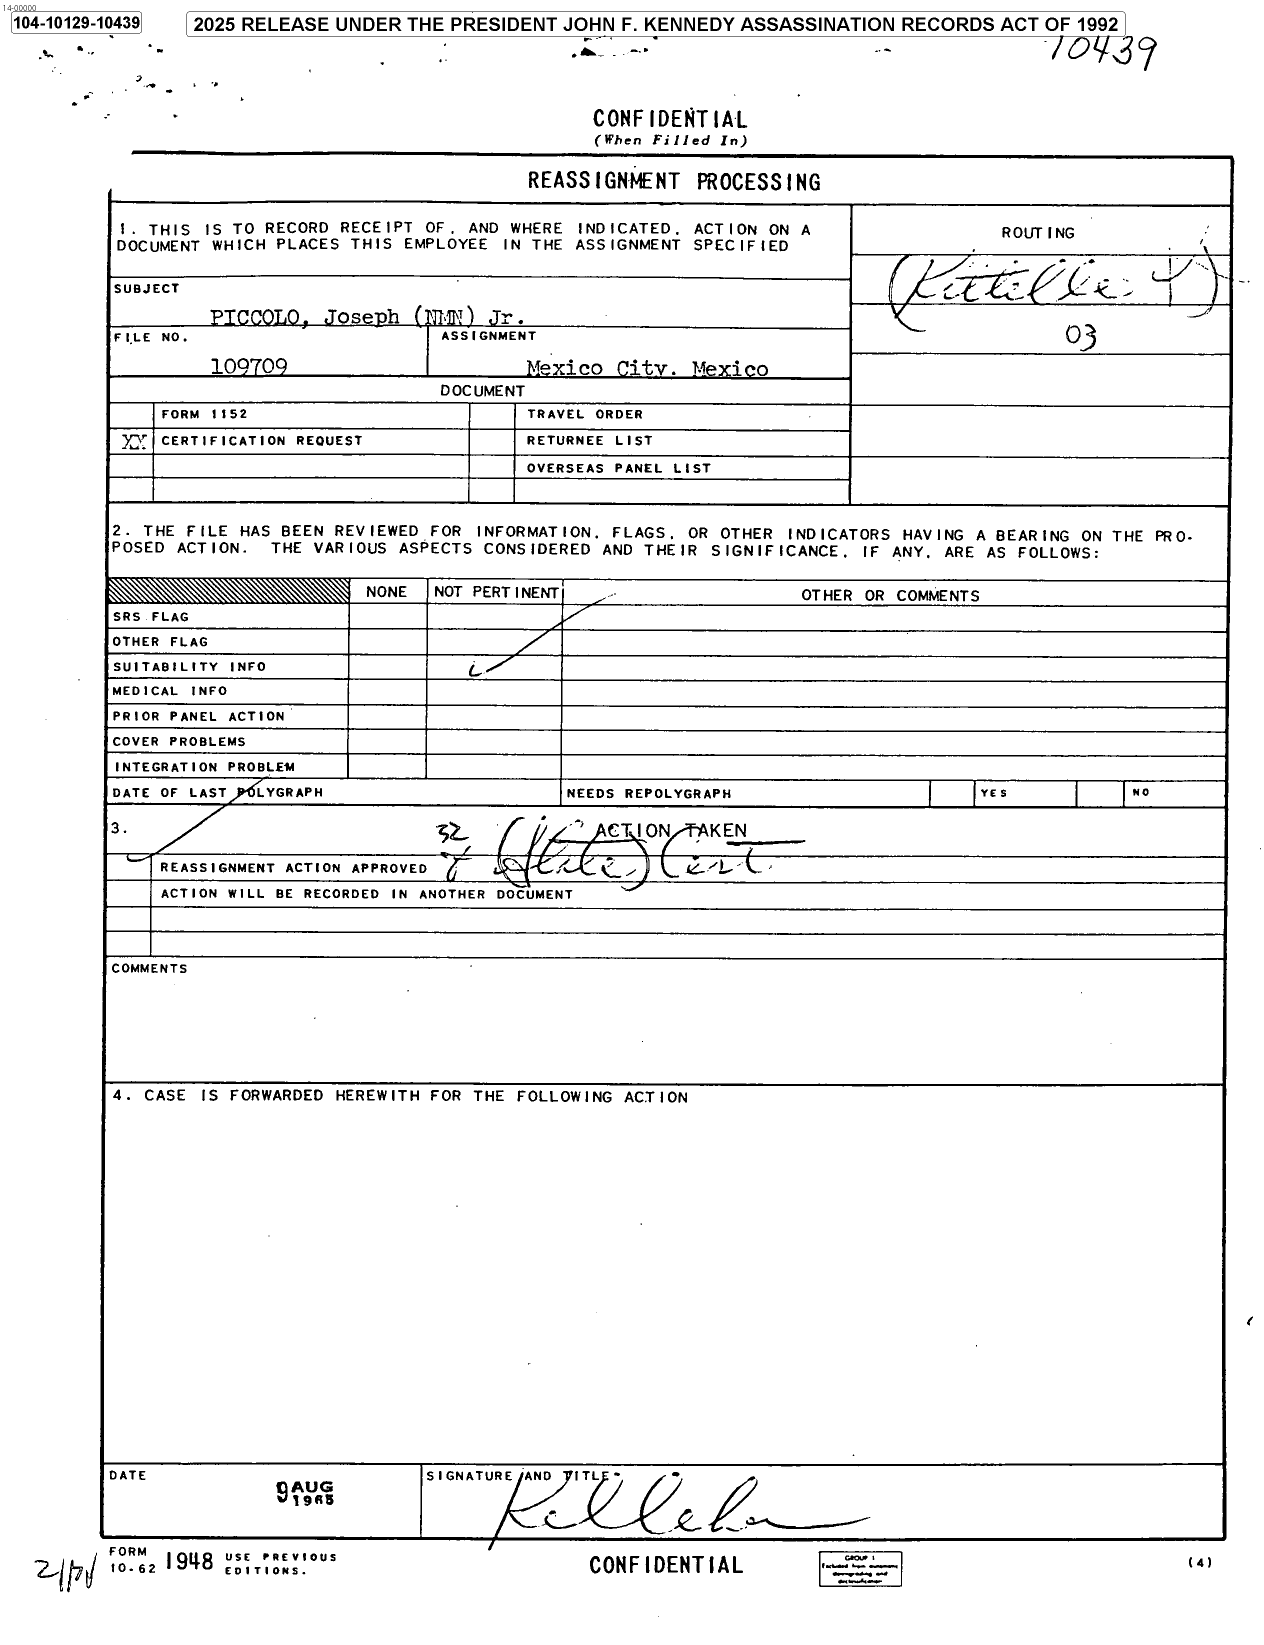 14-00000
104-10129-10439
2025 RELEASE UNDER THE PRESIDENT JOHN F. KENNEDY ASSASSINATION RECORDS ACT OF 1992
10439
CONFIDENTIAL
(When Filled In)
REASSIGNMENT PROCESSING
1. THIS IS TO RECORD RECEIPT OF, AND WHERE INDICATED, ACTION ON A
DOCUMENT WHICH PLACES THIS EMPLOYEE IN THE ASSIGNMENT SPECIFIED
ROUTING
SUBJECT
PICCOLO, Joseph (NMN) Jr.
FILE NO.
ASSIGNMENT
03
109709
Mexico City. Mexico
DOCUMENT
FORM 1152
TRAVEL ORDER
XX CERTIFICATION REQUEST
RETURNEE LIST
OVERSEAS PANEL LIST
2. THE FILE HAS BEEN REVIEWED FOR INFORMATION, FLAGS, OR OTHER INDICATORS HAVING A BEARING ON THE PRO-
POSED ACTION. THE VARIOUS ASPECTS CONSIDERED AND THEIR SIGNIFICANCE, IF ANY, ARE AS FOLLOWS:
NONE
NOT PERTINENT
OTHER OR COMMENTS
SRS FLAG
OTHER FLAG
SUITABILITY INFO
MEDICAL INFO
PRIOR PANEL ACTION
COVER PROBLEMS
INTEGRATION PROBLEM
DATE OF LAST POLYGRAPH
NEEDS REPOLYGRAPH
YES
NO
3.
32
ACTION TAKEN
REASSIGNMENT ACTION APPROVED
(State) Cert.
ACTION WILL BE RECORDED IN ANOTHER DOCUMENT
COMMENTS
4. CASE IS FORWARDED HEREWITH FOR THE FOLLOWING ACTION
DATE
9 AUG
1965
SIGNATURE AND TITLE
FORM
10-62 1948 USE PREVIOUS
EDITIONS.
CONFIDENTIAL
GROUP 1
Excluded from automatic
downgrading and
declassification
(4)